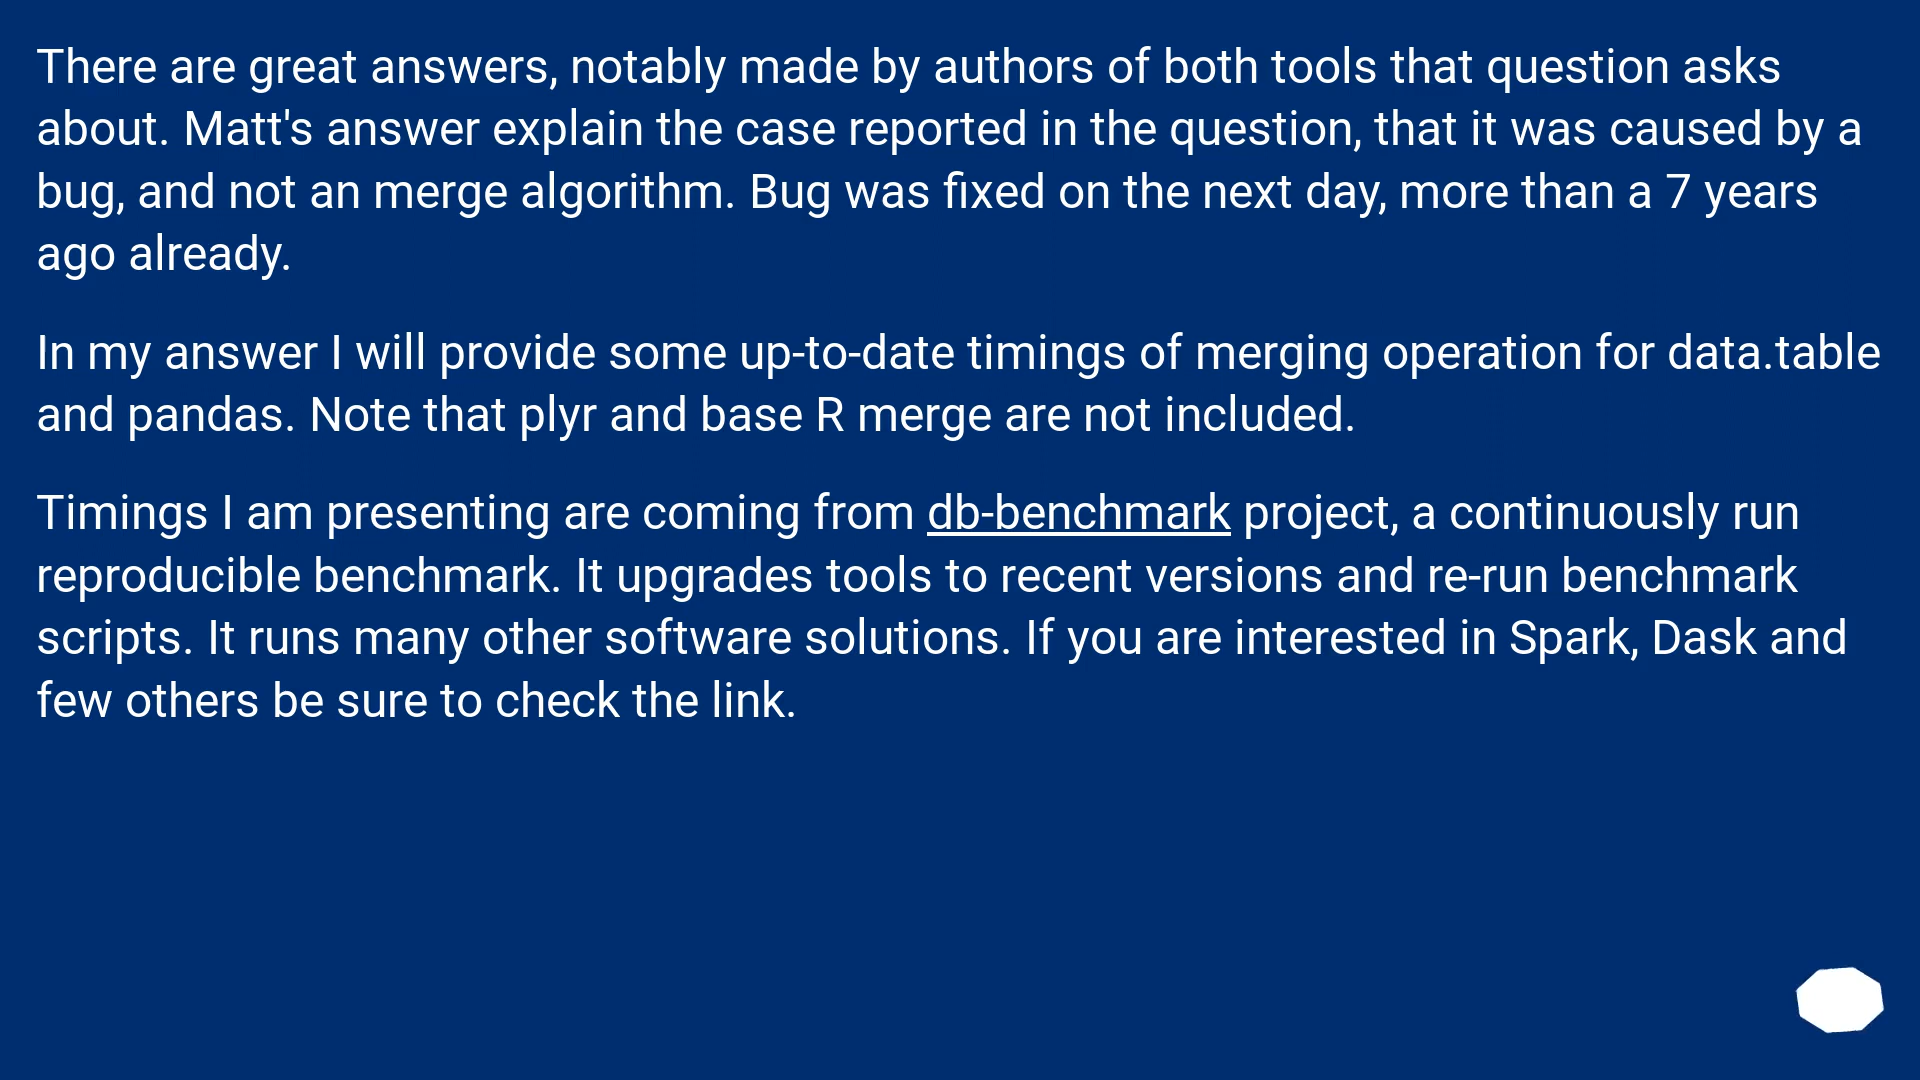 There are great answers, notably made by authors of both tools that question asks
about. Matt's answer explain the case reported in the question, that it was caused by a
bug, and not an merge algorithm. Bug was fixed on the next day, more than a 7 years
ago already.
In my answer I will provide some up-to-date timings of merging operation for data.table
and pandas. Note that plyr and base R merge are not included.
Timings I am presenting are coming from db-benchmark project, a continuously run
reproducible benchmark. It upgrades tools to recent versions and re-run benchmark
scripts. It runs many other software solutions. If you are interested in Spark, Dask and
few others be sure to check the link.